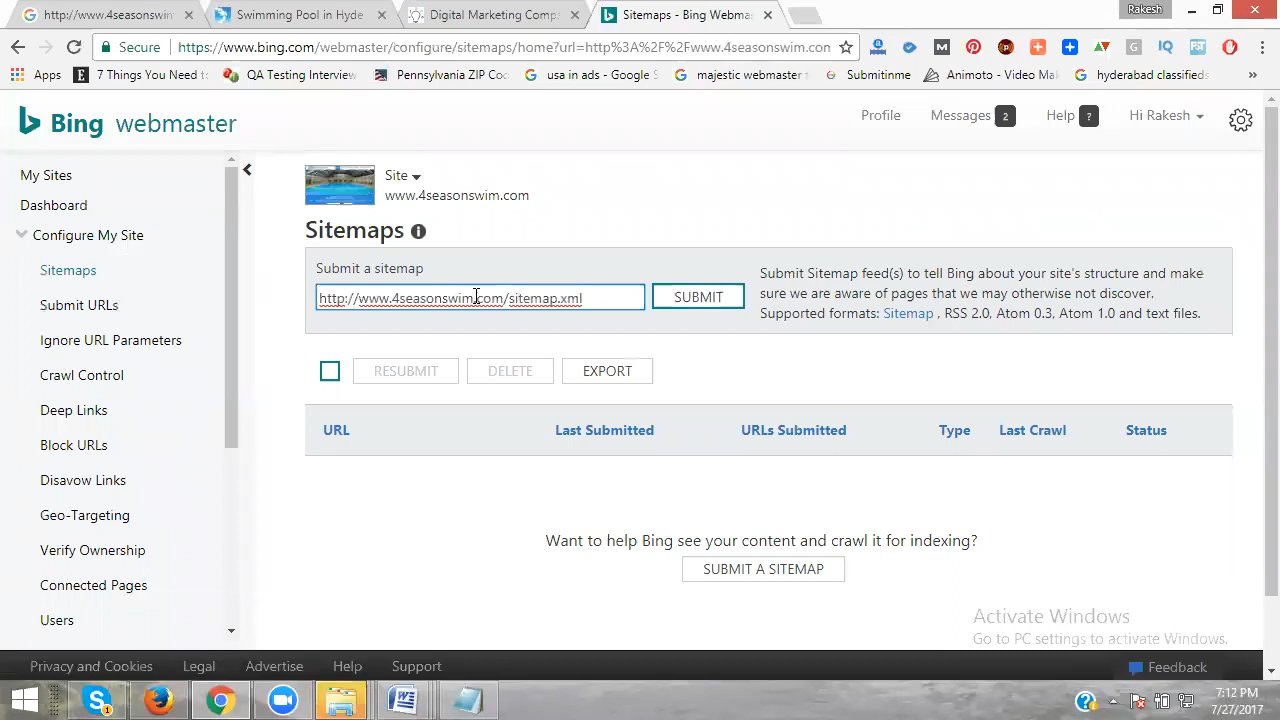 http://www.4seasonswi
Swimming Pool in Hyde
Digital Marketing Com
Sitemaps - Bing Webmas
Rakesh
Secure
https://www.bing.com/webmaster/configure/sitemaps/home?url=http%3A%2F%2Fwww.4seasonswim.com
Apps
7 Things You Need t
QA Testing Interview
Pennsylvania ZIP Co
usa in ads - Google S
majestic webmaster
Submitinme
Animoto - Video Ma
hyderabad classifieds
»
Bing webmaster
Profile
Messages 2
Help ?
Hi Rakesh
My Sites
Dashboard
Configure My Site
Sitemaps
Submit URLs
Ignore URL Parameters
Crawl Control
Deep Links
Block URLs
Disavow Links
Geo-Targeting
Verify Ownership
Connected Pages
Users
Site
www.4seasonswim.com
Sitemaps
Submit a sitemap
http://www.4seasonswim.com/sitemap.xml
SUBMIT
Submit Sitemap feed(s) to tell Bing about your site's structure and make
sure we are aware of pages that we may otherwise not discover.
Supported formats: Sitemap , RSS 2.0, Atom 0.3, Atom 1.0 and text files.
RESUBMIT
DELETE
EXPORT
URL
Last Submitted
URLs Submitted
Type
Last Crawl
Status
Want to help Bing see your content and crawl it for indexing?
SUBMIT A SITEMAP
Activate Windows
Go to PC settings to activate Windows.
Privacy and Cookies
Legal
Advertise
Help
Support
Feedback
7:12 PM
7/27/2017